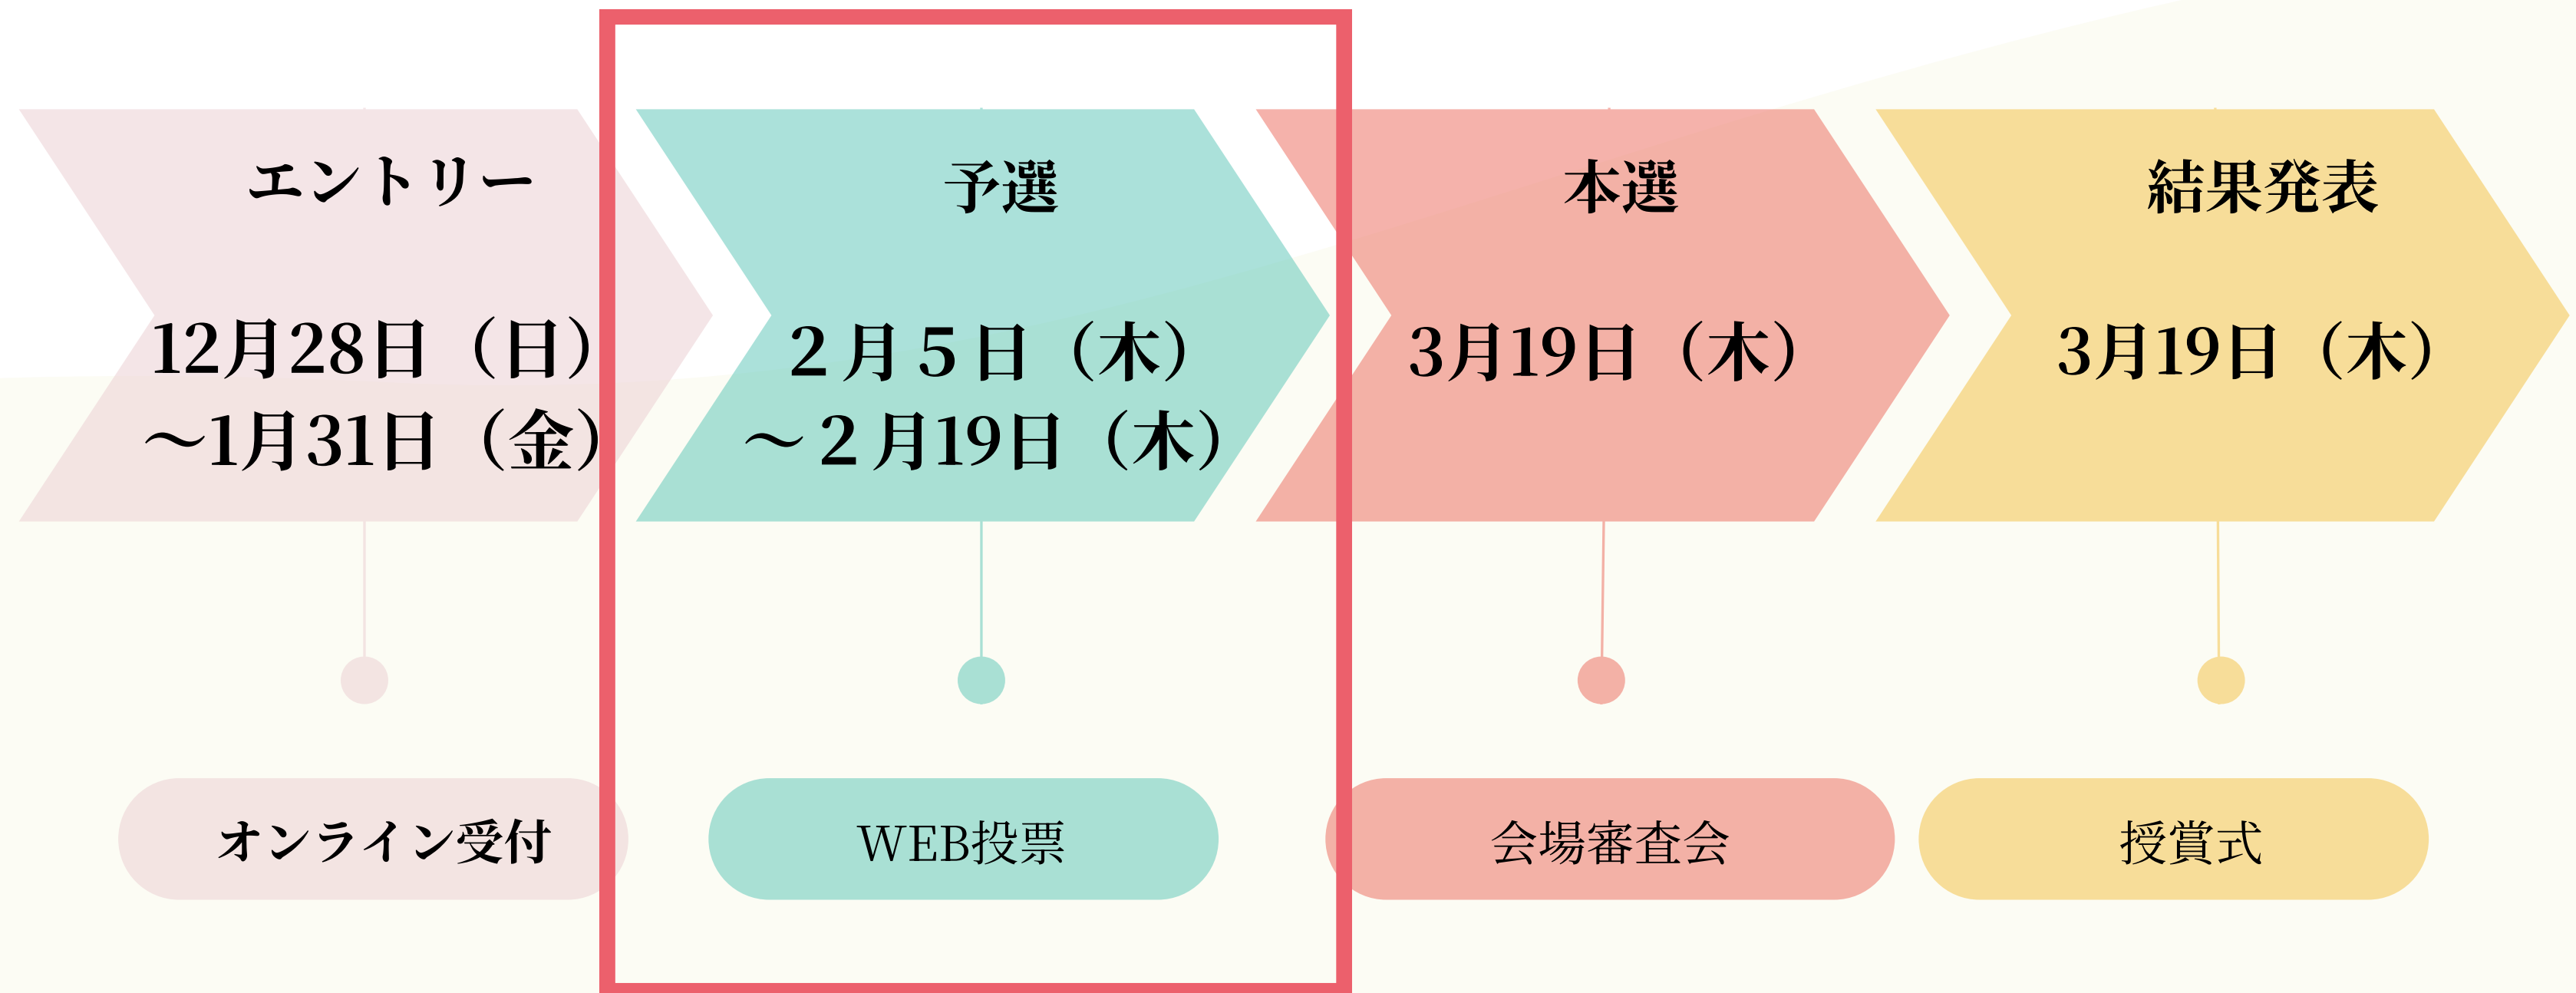 エントリー
12月28日（日）
～1月31日（金）
オンライン受付
予選
２月５日（木）
～２月19日（木）
WEB投票
本選
3月19日（木）
会場審査会
結果発表
3月19日（木）
授賞式